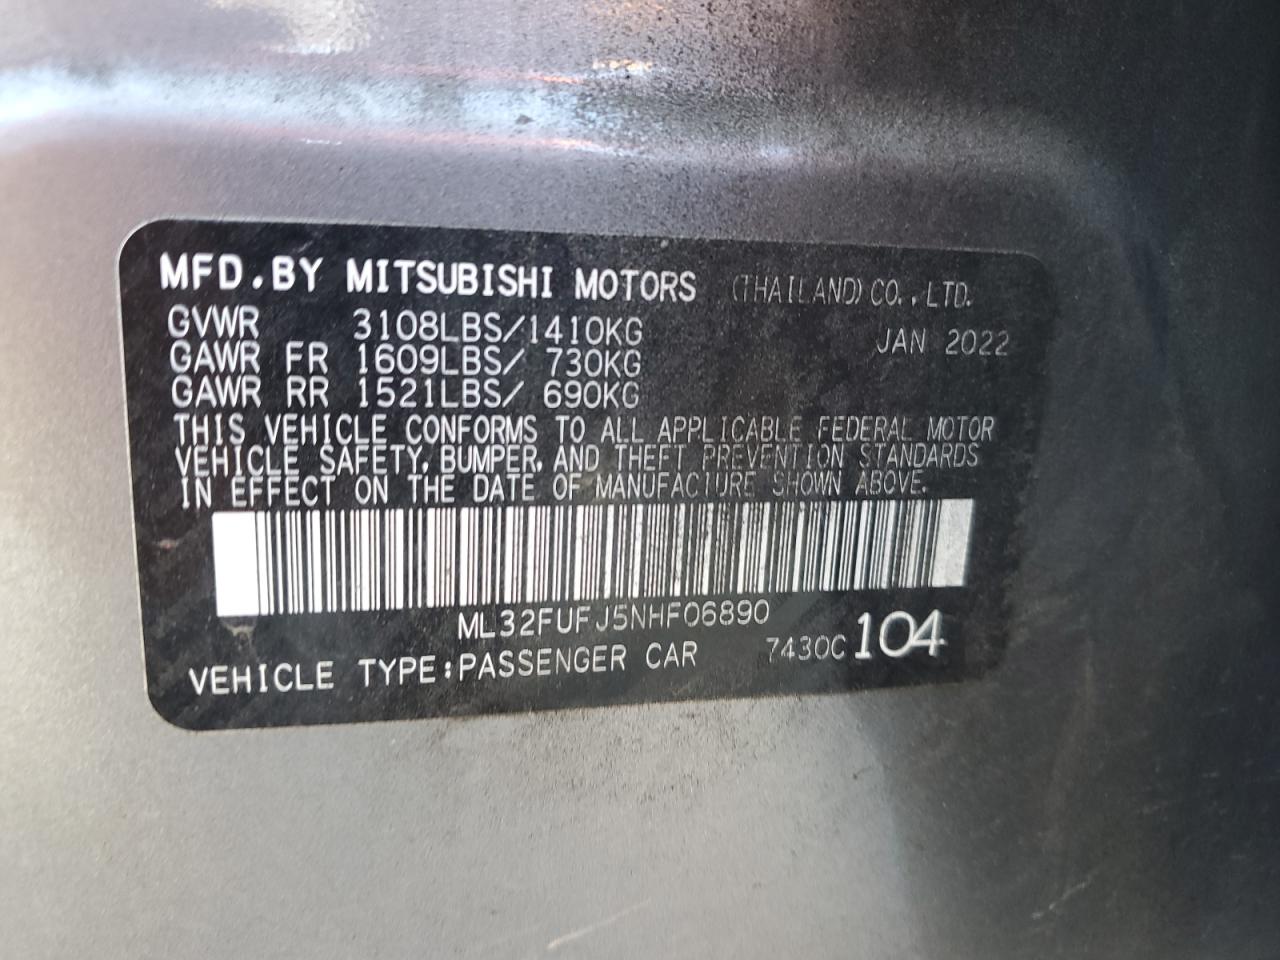 MFD.BY MITSUBISHI MOTORS (THAILAND) CO.,LTD.
GVWR 3108LBS/1410KG JAN 2022
GAWR FR 1609LBS/ 730KG
GAWR RR 1521LBS/ 690KG
THIS VEHICLE CONFORMS TO ALL APPLICABLE FEDERAL MOTOR
VEHICLE SAFETY, BUMPER, AND THEFT PREVENTION STANDARDS
IN EFFECT ON THE DATE OF MANUFACTURE SHOWN ABOVE.
ML32FUFJ5NHF06890
VEHICLE TYPE:PASSENGER CAR 7430C 104